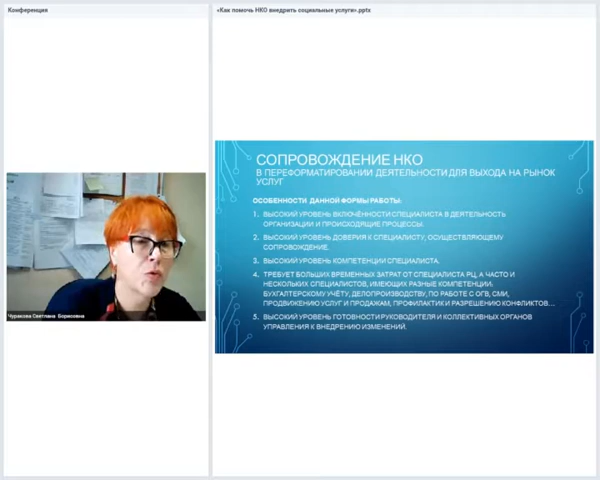 Конференция
«Как помочь НКО внедрить социальные услуги».pptx
СОПРОВОЖДЕНИЕ НКО
В ПЕРЕФОРМАТИРОВАНИИ ДЕЯТЕЛЬНОСТИ ДЛЯ ВЫХОДА НА РЫНОК
УСЛУГ
ОСОБЕННОСТИ ДАННОЙ ФОРМЫ РАБОТЫ:
1. ВЫСОКИЙ УРОВЕНЬ ВКЛЮЧЁННОСТИ СПЕЦИАЛИСТА В ДЕЯТЕЛЬНОСТЬ
ОРГАНИЗАЦИИ И ПРОИСХОДЯЩИЕ ПРОЦЕССЫ.
2. ВЫСОКИЙ УРОВЕНЬ ДОВЕРИЯ К СПЕЦИАЛИСТУ, ОСУЩЕСТВЛЯЮЩЕМУ
СОПРОВОЖДЕНИЕ.
3. ВЫСОКИЙ УРОВЕНЬ КОМПЕТЕНЦИИ СПЕЦИАЛИСТА.
4. ТРЕБУЕТ БОЛЬШИХ ВРЕМЕННЫХ ЗАТРАТ ОТ СПЕЦИАЛИСТА РЦ, А ЧАСТО И
НЕСКОЛЬКИХ СПЕЦИАЛИСТОВ, ИМЕЮЩИХ РАЗНЫЕ КОМПЕТЕНЦИИ:
БУХГАЛТЕРСКОМУ УЧЁТУ, ДЕЛОПРОИЗВОДСТВУ, ПО РАБОТЕ С ОГВ, СМИ,
ПРОДВИЖЕНИЮ УСЛУГ И ПРОДАЖАМ, ПРОФИЛАКТИК И РАЗРЕШЕНИЮ КОНФЛИКТОВ...
5. ВЫСОКИЙ УРОВЕНЬ ГОТОВНОСТИ РУКОВОДИТЕЛЯ И КОЛЛЕКТИВНЫХ ОРГАНОВ
УПРАВЛЕНИЯ К ВНЕДРЕНИЮ ИЗМЕНЕНИЙ.
Чуракова Светлана Борисовна